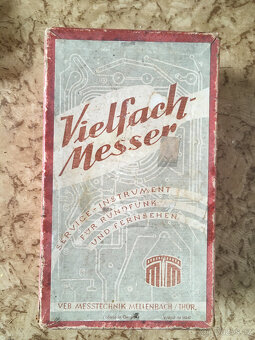 Vielfach-
Messer
SERVICE-INSTRUMENT
FÜR RUNDFUNK
UND FERNSEHEN
VEB MESSTECHNIK MELLENBACH / THÜR.